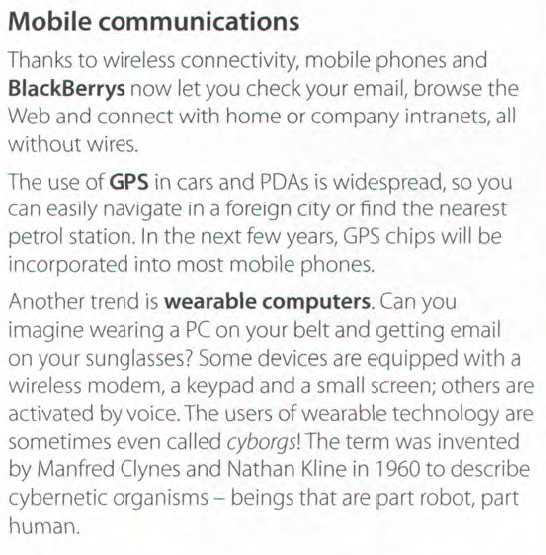 Mobile communications
Thanks to wireless connectivity, mobile phones and
BlackBerrys now let you check your email, browse the
Web and connect with home or company intranets, all
without wires.
The use of GPS in cars and PDAs is widespread, so you
can easily navigate in a foreign city or find the nearest
petrol station. In the next few years, GPS chips will be
incorporated into most mobile phones.
Another trend is wearable computers. Can you
imagine wearing a PC on your belt and getting email
on your sunglasses? Some devices are equipped with a
wireless modem, a keypad and a small screen; others are
activated by voice. The users of wearable technology are
sometimes even called cyborgs! The term was invented
by Manfred Clynes and Nathan Kline in 1960 to describe
cybernetic organisms – beings that are part robot, part
human.